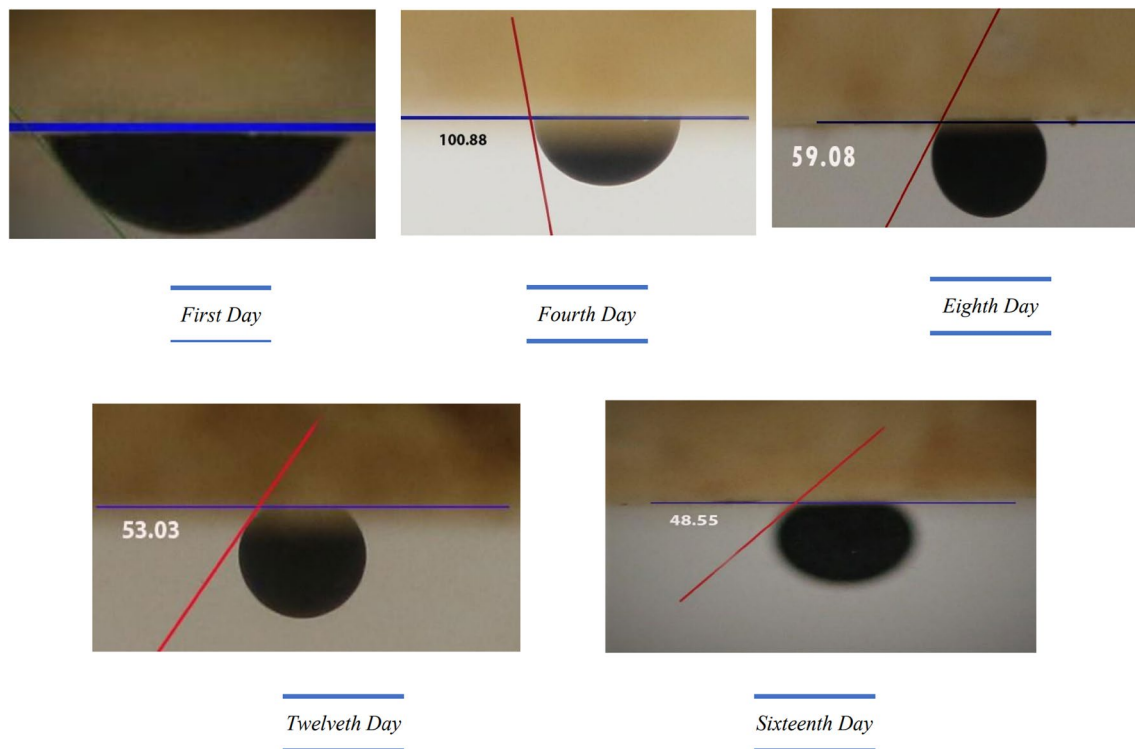 100.88
59.08
First Day
Fourth Day
Eighth Day
53.03
48.55
Twelveth Day
Sixteenth Day